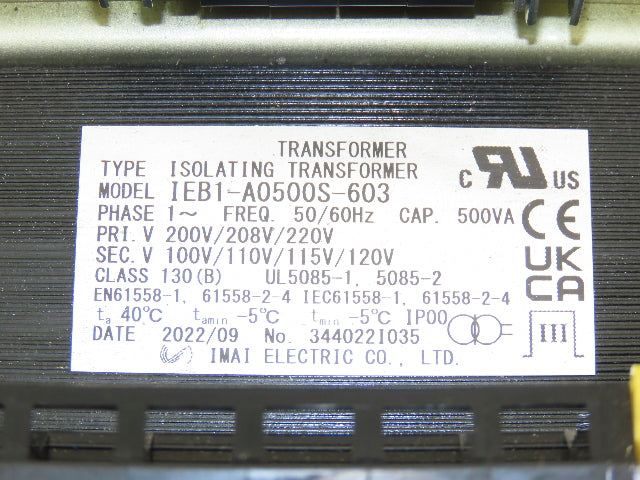 TRANSFORMER
TYPE ISOLATING TRANSFORMER
MODEL IEB1-A0500S-603
PHASE 1~ FREQ. 50/60Hz CAP. 500VA
PRI.V 200V/208V/220V
SEC.V 100V/110V/115V/120V
CLASS 130(B) UL5085-1, 5085-2
EN61558-1, 61558-2-4 IEC61558-1, 61558-2-4
ta 40℃ tamin -5℃ tmin -5℃ IP00
DATE 2022/09 No. 344022I035
IMAI ELECTRIC CO., LTD.
c RU US
CE
UK
CA
III